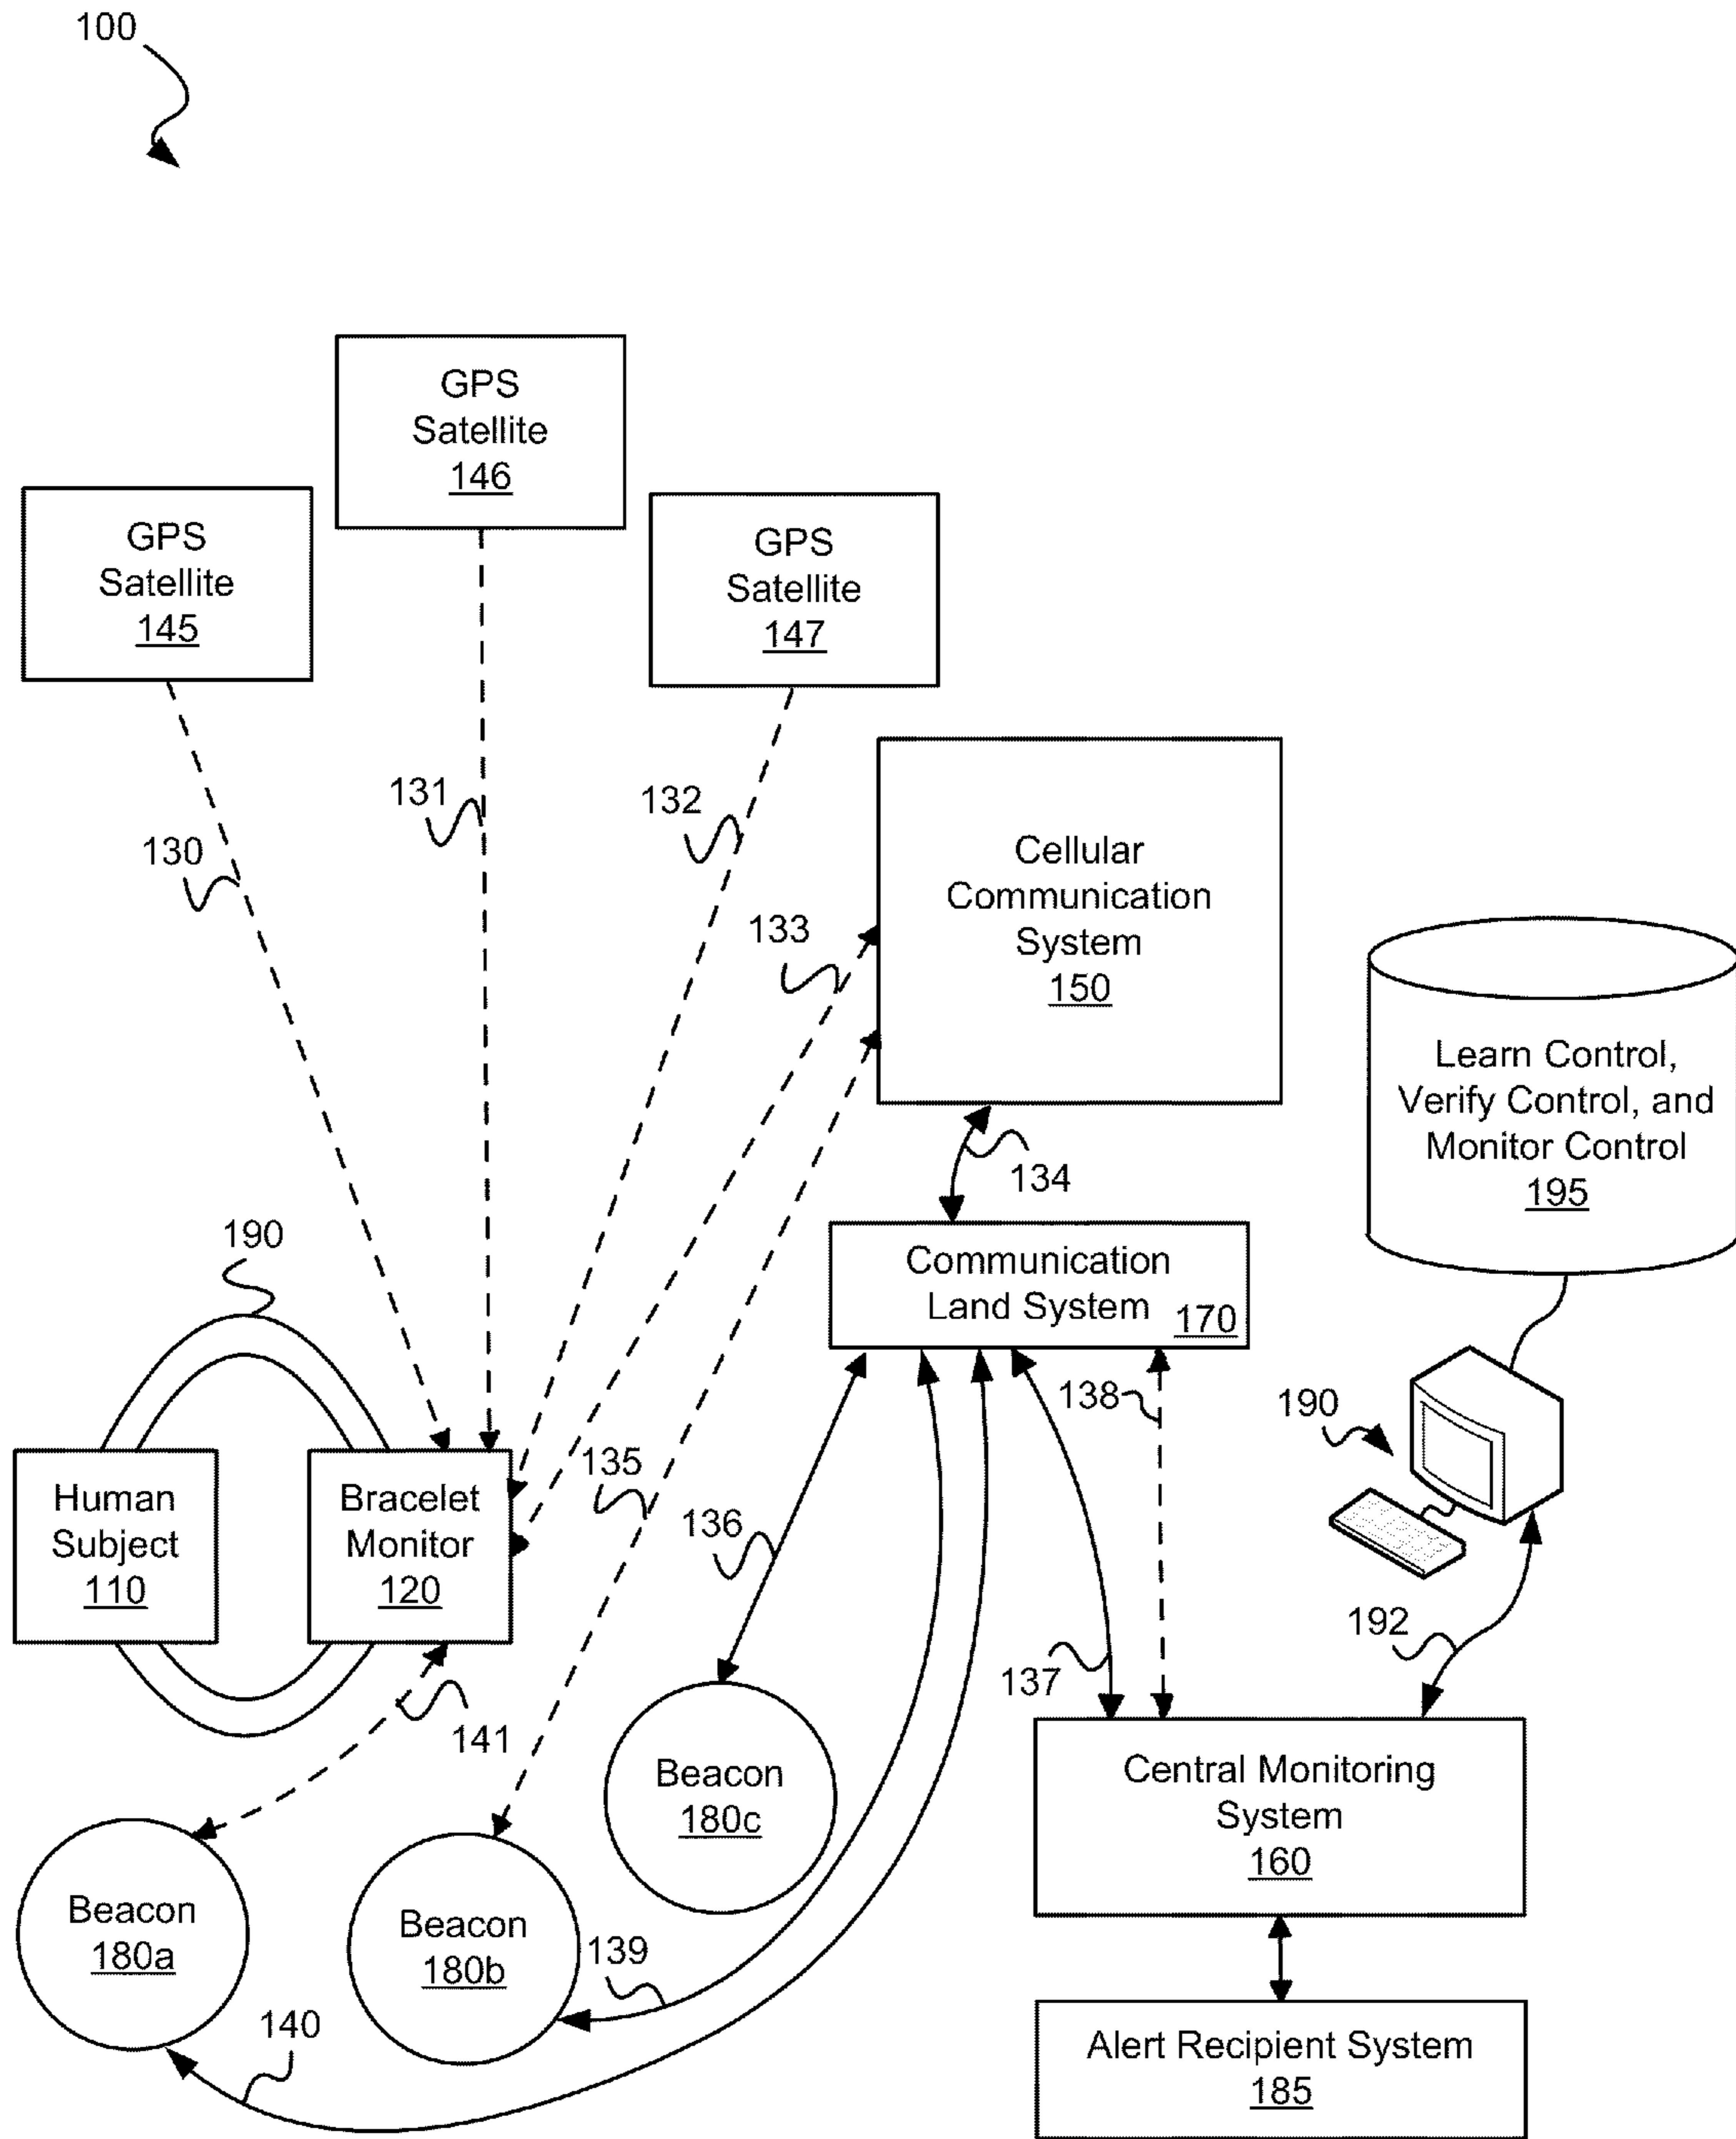 100
GPS
Satellite
146
GPS
Satellite
145
GPS
Satellite
147
131
132
130
133
Cellular
Communication
System
150
Learn Control,
Verify Control, and
Monitor Control
195
134
190
Communication
Land System
170
138
190
135
136
Human
Subject
110
Bracelet
Monitor
120
192
137
141
Beacon
180c
Central Monitoring
System
160
Beacon
180a
Beacon
180b
139
140
Alert Recipient System
185